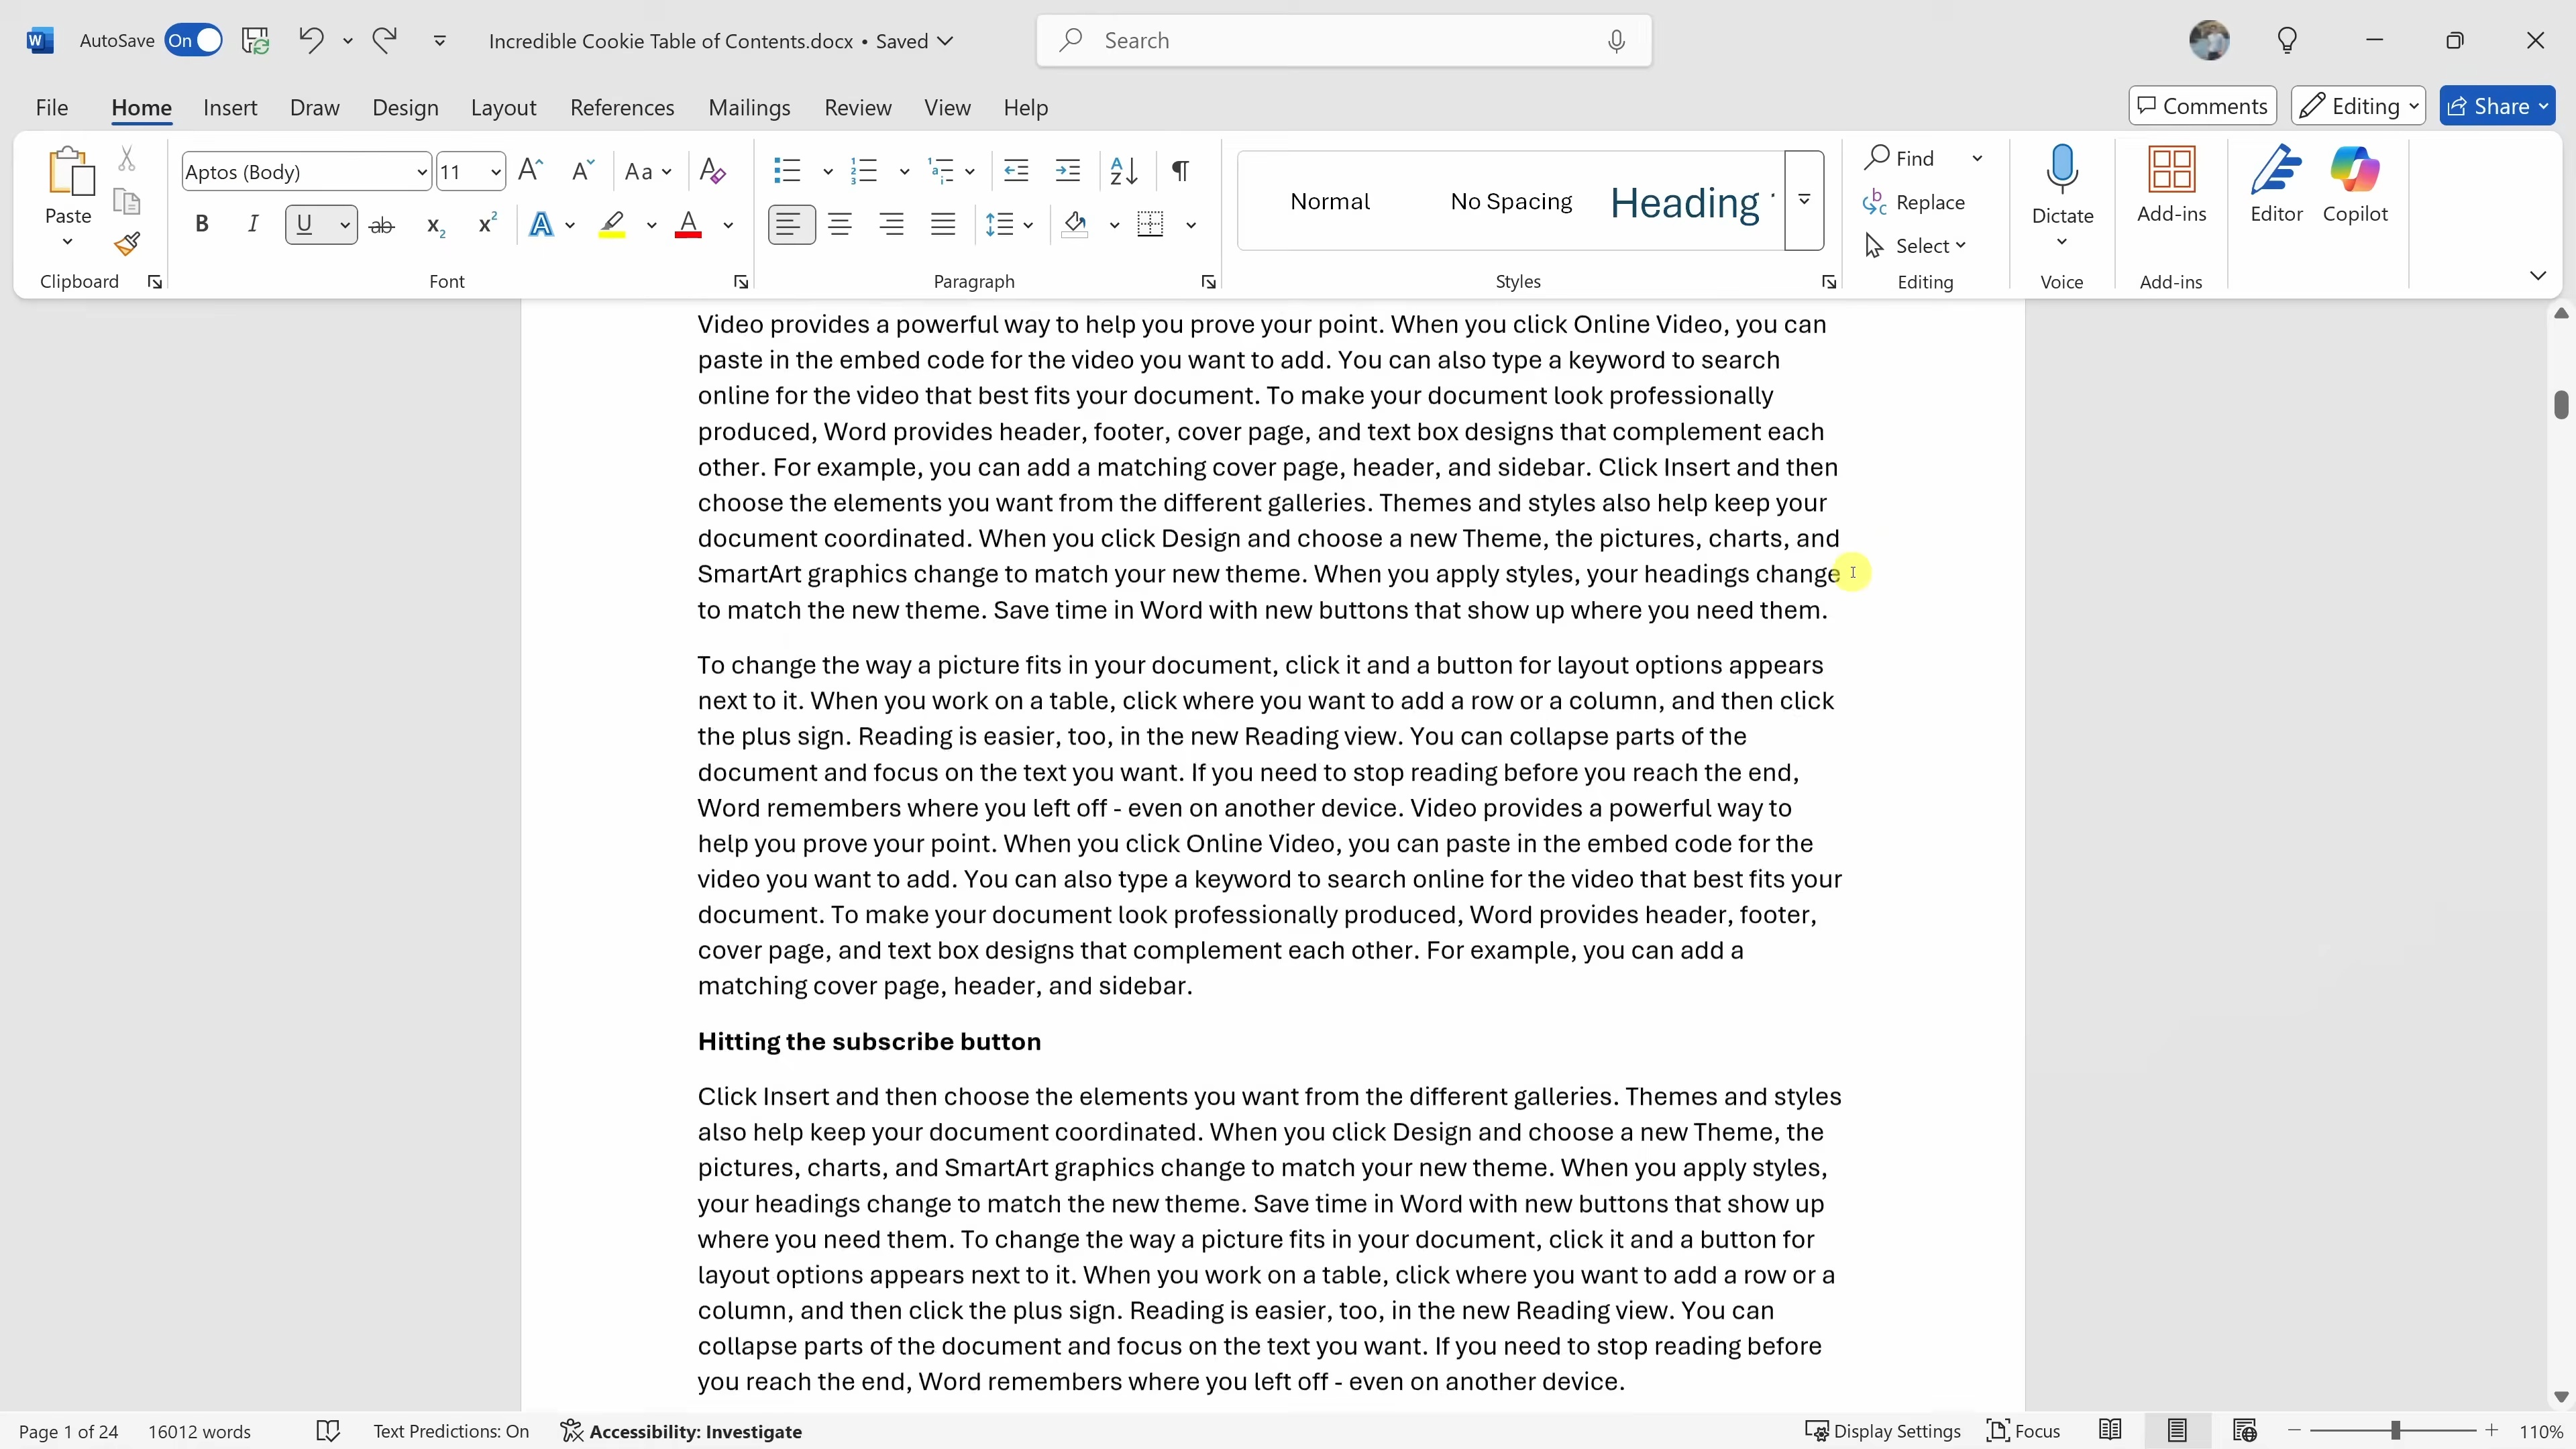 AutoSave On Incredible Cookie Table of Contents.docx • Saved Search
File Home Insert Draw Design Layout References Mailings Review View Help Comments Editing Share
Paste Aptos (Body) 11 Aa Normal No Spacing Heading Find Replace Select Dictate Add-ins Editor Copilot
Clipboard Font Paragraph Styles Editing Voice Add-ins
Video provides a powerful way to help you prove your point. When you click Online Video, you can
paste in the embed code for the video you want to add. You can also type a keyword to search
online for the video that best fits your document. To make your document look professionally
produced, Word provides header, footer, cover page, and text box designs that complement each
other. For example, you can add a matching cover page, header, and sidebar. Click Insert and then
choose the elements you want from the different galleries. Themes and styles also help keep your
document coordinated. When you click Design and choose a new Theme, the pictures, charts, and
SmartArt graphics change to match your new theme. When you apply styles, your headings change
to match the new theme. Save time in Word with new buttons that show up where you need them.
To change the way a picture fits in your document, click it and a button for layout options appears
next to it. When you work on a table, click where you want to add a row or a column, and then click
the plus sign. Reading is easier, too, in the new Reading view. You can collapse parts of the
document and focus on the text you want. If you need to stop reading before you reach the end,
Word remembers where you left off - even on another device. Video provides a powerful way to
help you prove your point. When you click Online Video, you can paste in the embed code for the
video you want to add. You can also type a keyword to search online for the video that best fits your
document. To make your document look professionally produced, Word provides header, footer,
cover page, and text box designs that complement each other. For example, you can add a
matching cover page, header, and sidebar.
Hitting the subscribe button
Click Insert and then choose the elements you want from the different galleries. Themes and styles
also help keep your document coordinated. When you click Design and choose a new Theme, the
pictures, charts, and SmartArt graphics change to match your new theme. When you apply styles,
your headings change to match the new theme. Save time in Word with new buttons that show up
where you need them. To change the way a picture fits in your document, click it and a button for
layout options appears next to it. When you work on a table, click where you want to add a row or a
column, and then click the plus sign. Reading is easier, too, in the new Reading view. You can
collapse parts of the document and focus on the text you want. If you need to stop reading before
you reach the end, Word remembers where you left off - even on another device.
Page 1 of 24 16012 words Text Predictions: On Accessibility: Investigate Display Settings Focus 110%